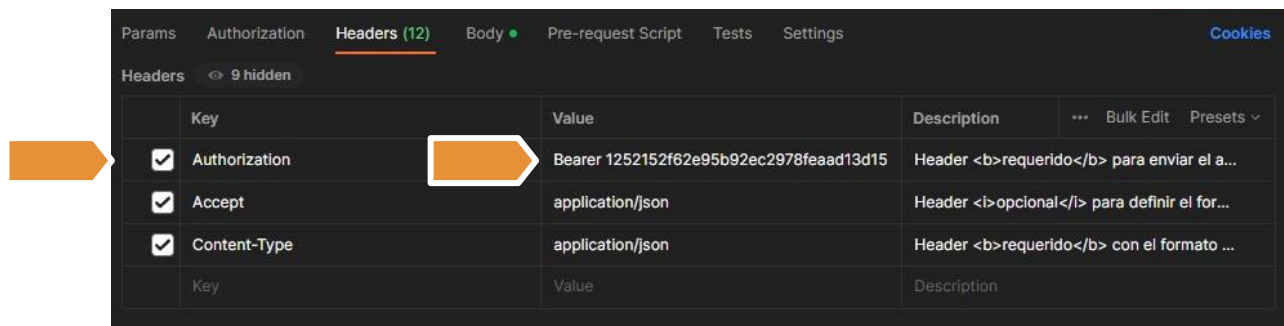 Params Authorization Headers (12) Body Pre-request Script Tests Settings Cookies
Headers 9 hidden
Key Value Description ••• Bulk Edit Presets
Authorization Bearer 1252152f62e95b92ec2978feaad13d15 Header <b>requerido</b> para enviar el a...
Accept application/json Header <i>opcional</i> para definir el for...
Content-Type application/json Header <b>requerido</b> con el formato ...
Key Value Description